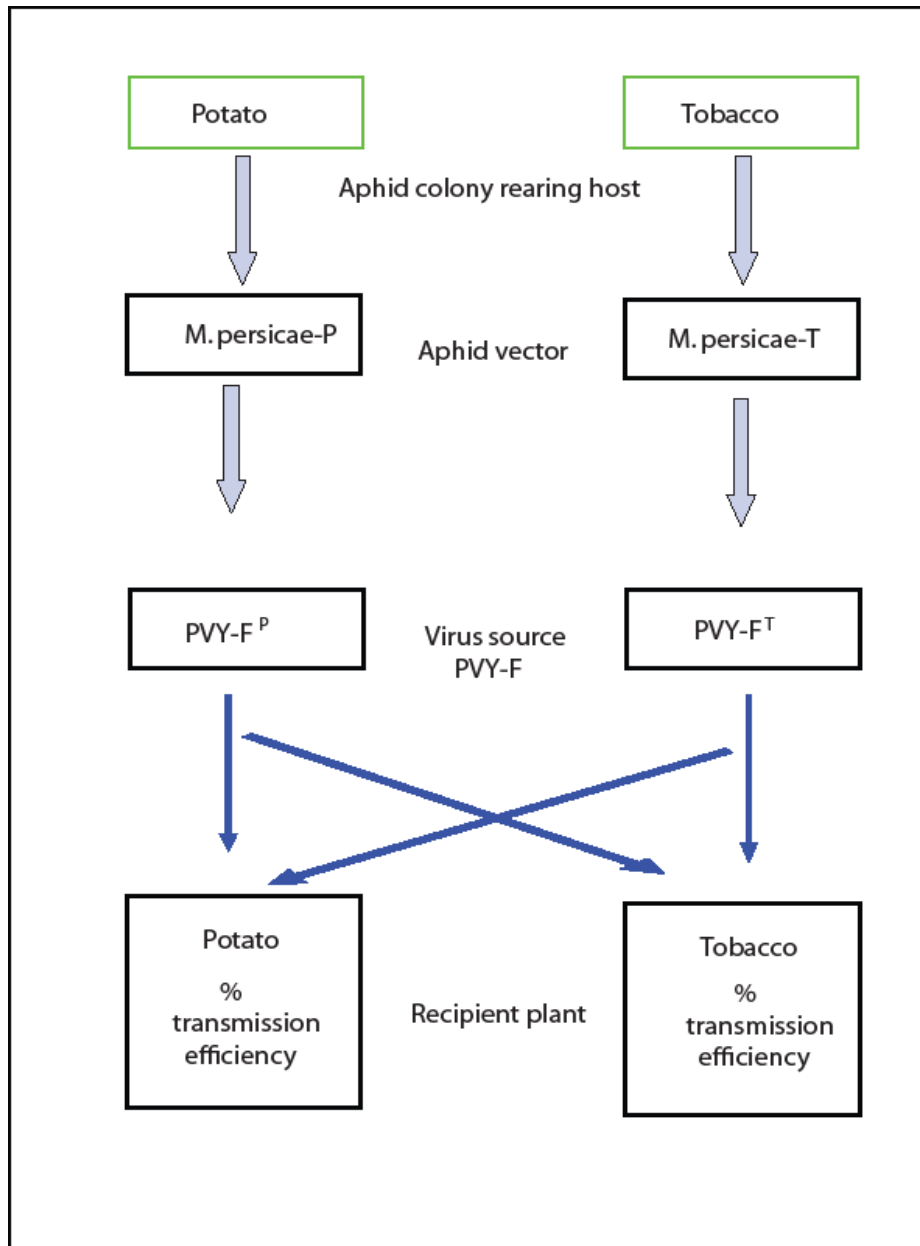 Potato
Tobacco
Aphid colony rearing host
M. persicae-P
Aphid vector
M. persicae-T
PVY-F P
Virus source
PVY-F
PVY-F T
Potato
%
transmission
efficiency
Recipient plant
Tobacco
%
transmission
efficiency